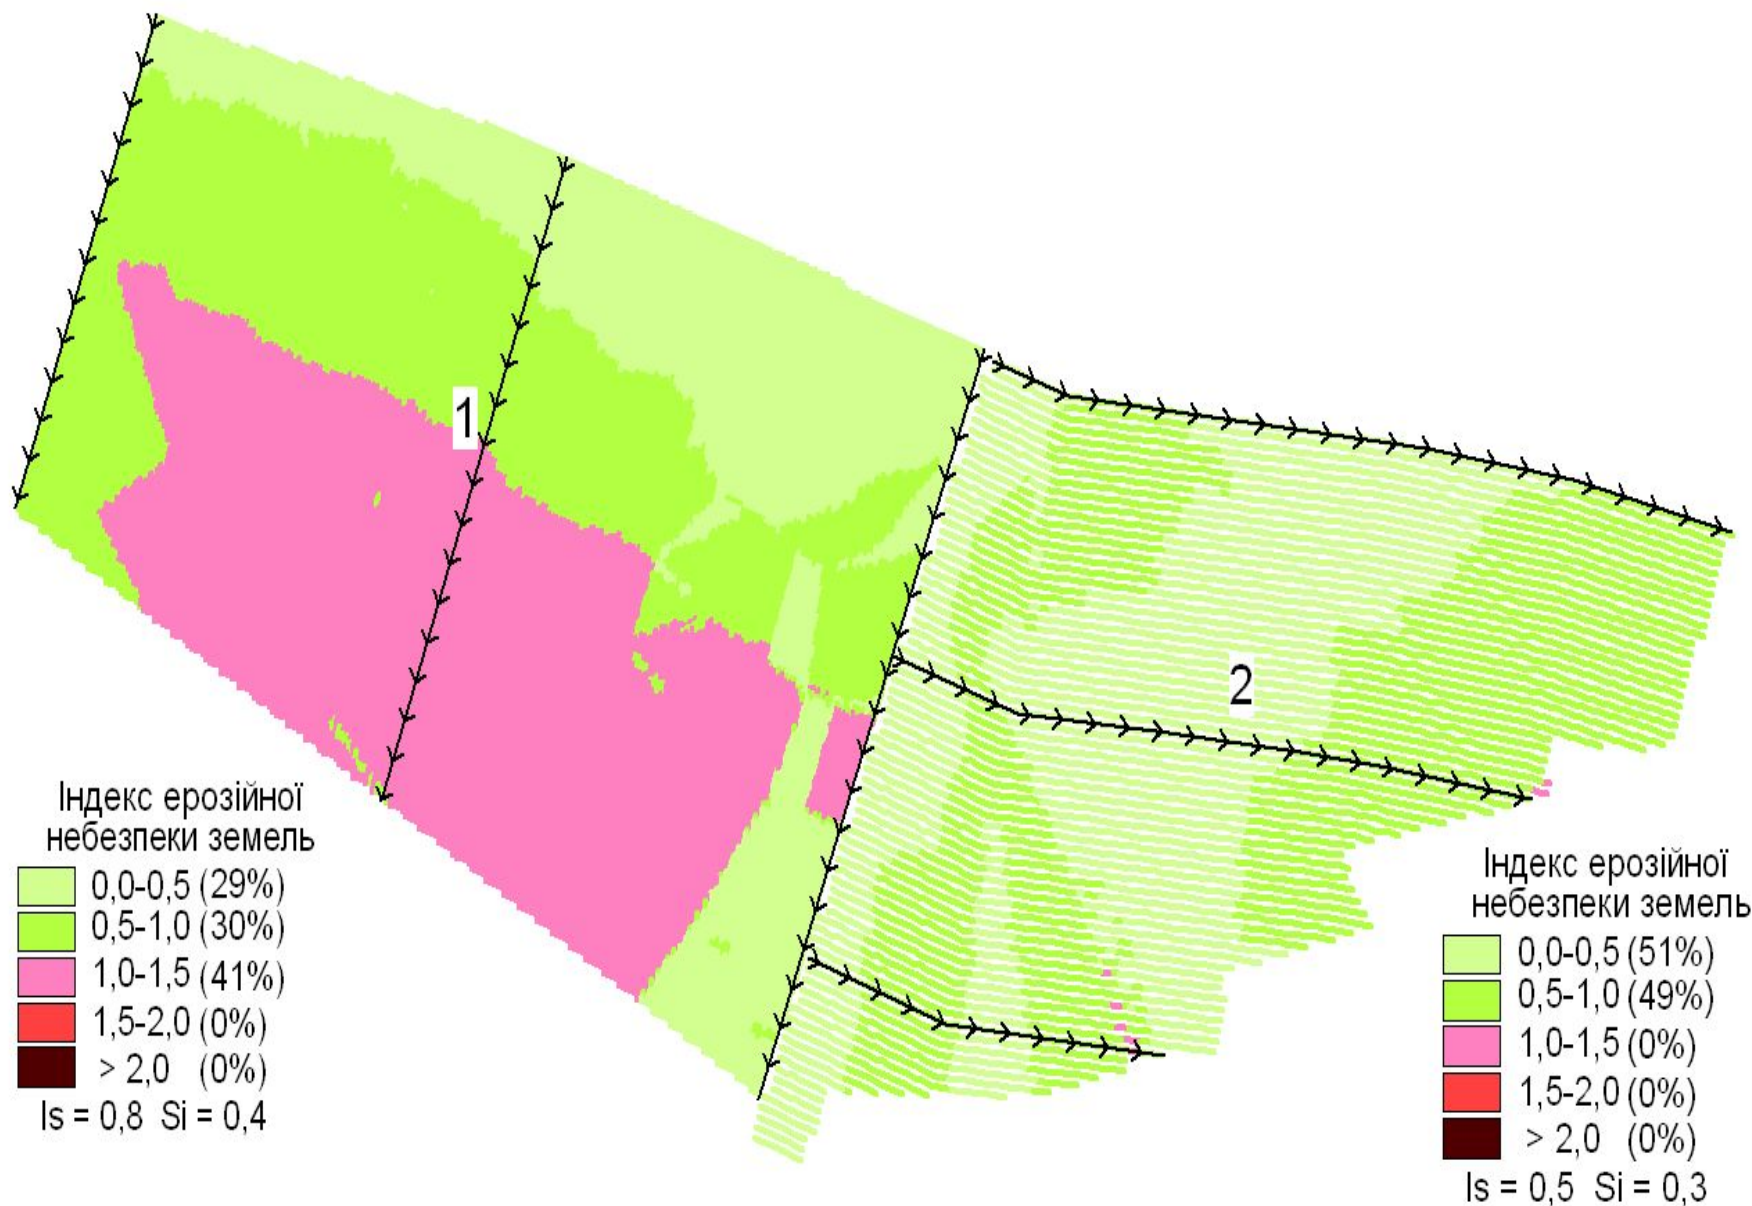 1
2
Індекс ерозійної
небезпеки земель
0,0-0,5 (29%)
0,5-1,0 (30%)
1,0-1,5 (41%)
1,5-2,0 (0%)
> 2,0 (0%)
Is = 0,8 Si = 0,4
Індекс ерозійної
небезпеки земель
0,0-0,5 (51%)
0,5-1,0 (49%)
1,0-1,5 (0%)
1,5-2,0 (0%)
> 2,0 (0%)
Is = 0,5 Si = 0,3